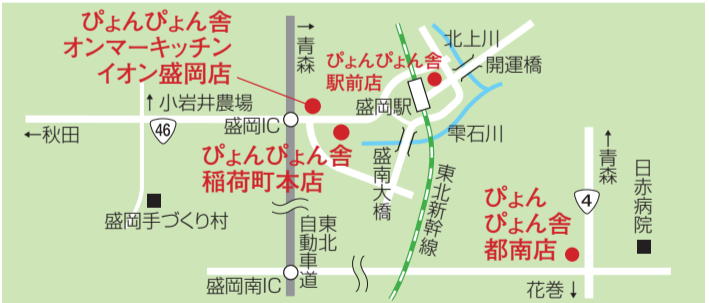 ぴょんぴょん舎
オンマーキッチン
イオン盛岡店
↑
青森
ぴょんぴょん舎
駅前店
北上川
開運橋
盛岡駅
↑小岩井農場
46
←秋田
盛岡IC
ぴょんぴょん舎
稲荷町本店
盛南大橋
雫石川
東北新幹線
盛岡手づくり村
東北
自動車道
盛岡南IC
ぴょん
ぴょん舎
都南店
4
↑
青森
日赤病院
花巻↓